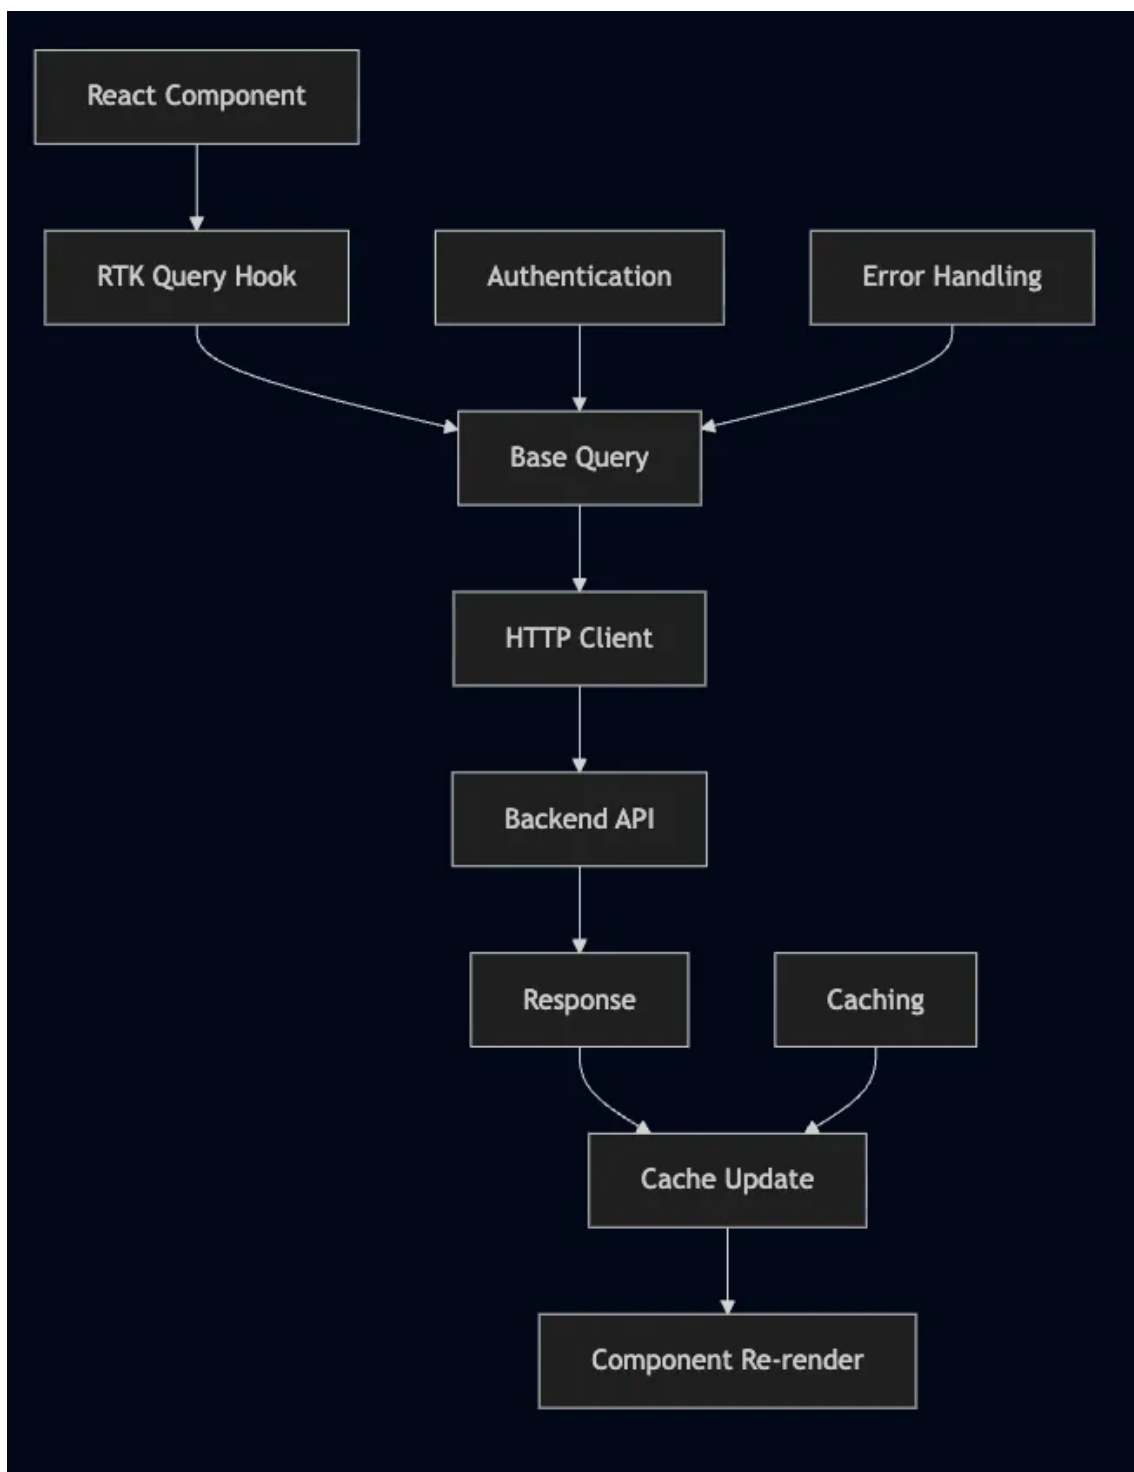 React Component
RTK Query Hook
Authentication
Error Handling
Base Query
HTTP Client
Backend API
Response
Caching
Cache Update
Component Re-render